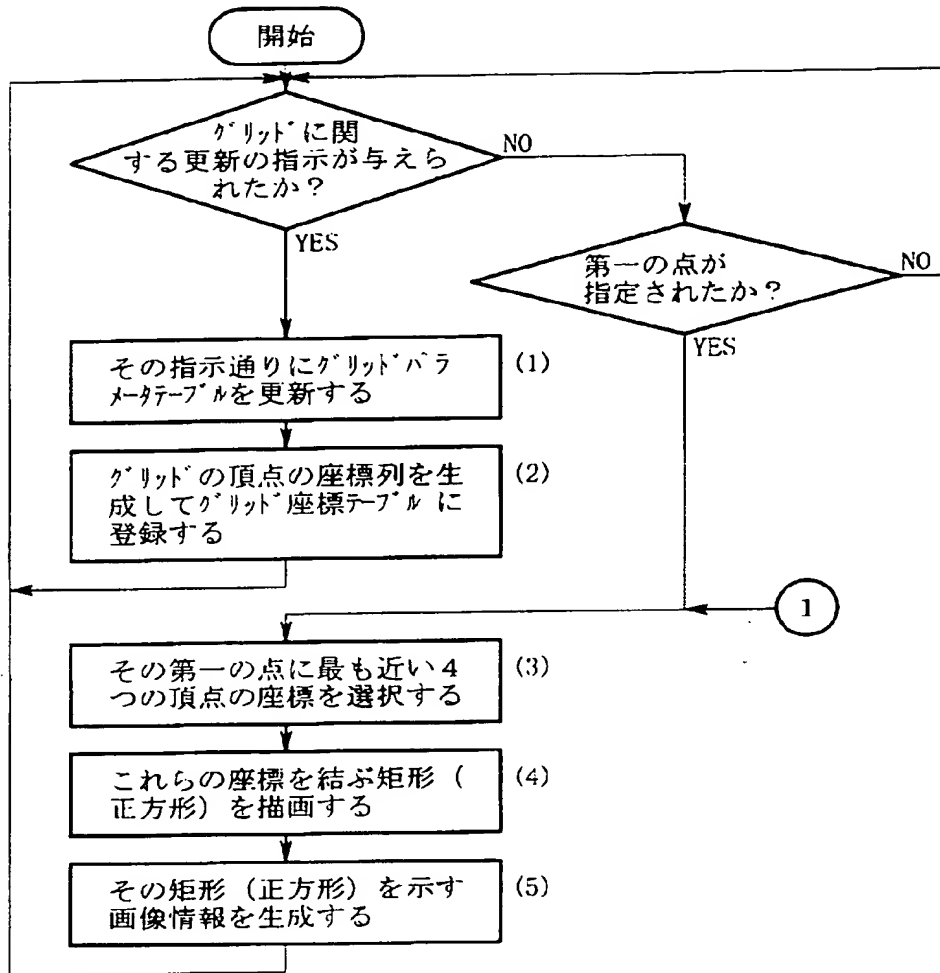 開始
グリッドに関
する更新の指示が与えら
れたか？
NO
YES
第一の点が
指定されたか？
NO
YES
その指示通りにグリッドパラ
メータテーブルを更新する
(1)
グリッドの頂点の座標列を生
成してグリッド座標テーブルに
登録する
(2)
1
その第一の点に最も近い４
つの頂点の座標を選択する
(3)
これらの座標を結ぶ矩形（
正方形）を描画する
(4)
その矩形（正方形）を示す
画像情報を生成する
(5)